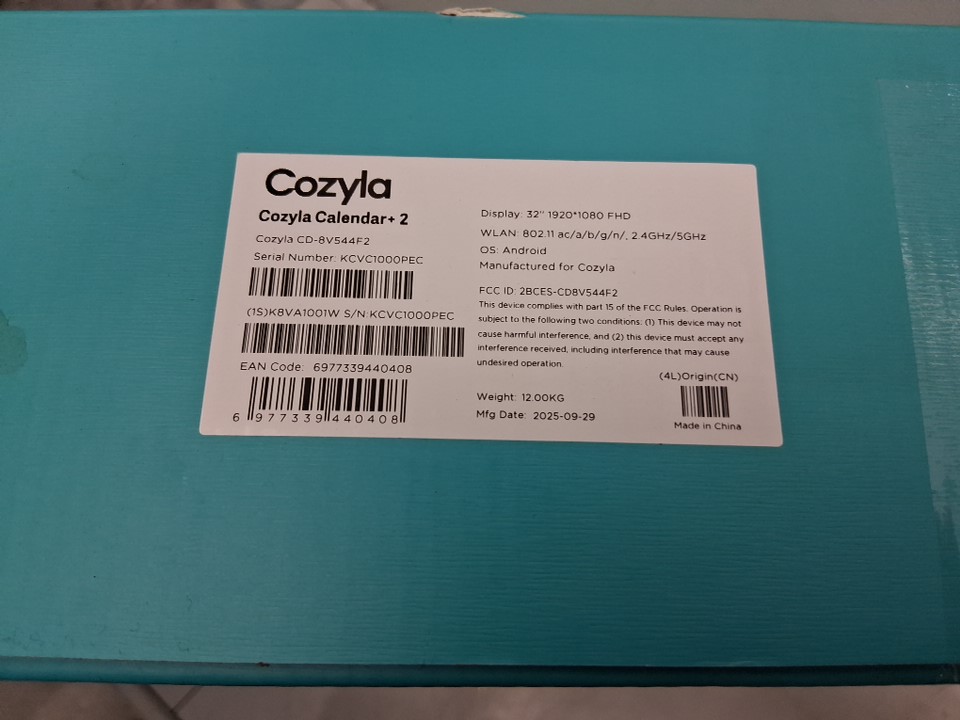 Cozyla
Cozyla Calendar+ 2
Cozyla CD-8V544F2
Serial Number: KCVC1000PEC
(1S)K8VA1001W S/N:KCVC1000PEC
EAN Code: 6977339440408
6 977339 440408
Display: 32" 1920*1080 FHD
WLAN: 802.11 ac/a/b/g/n/, 2.4GHz/5GHz
OS: Android
Manufactured for Cozyla
FCC ID: 2BCES-CD8V544F2
This device complies with part 15 of the FCC Rules. Operation is
subject to the following two conditions: (1) This device may not
cause harmful interference, and (2) this device must accept any
interference received, including interference that may cause
undesired operation.
(4L)Origin(CN)
Weight: 12.00KG
Mfg Date: 2025-09-29
Made in China